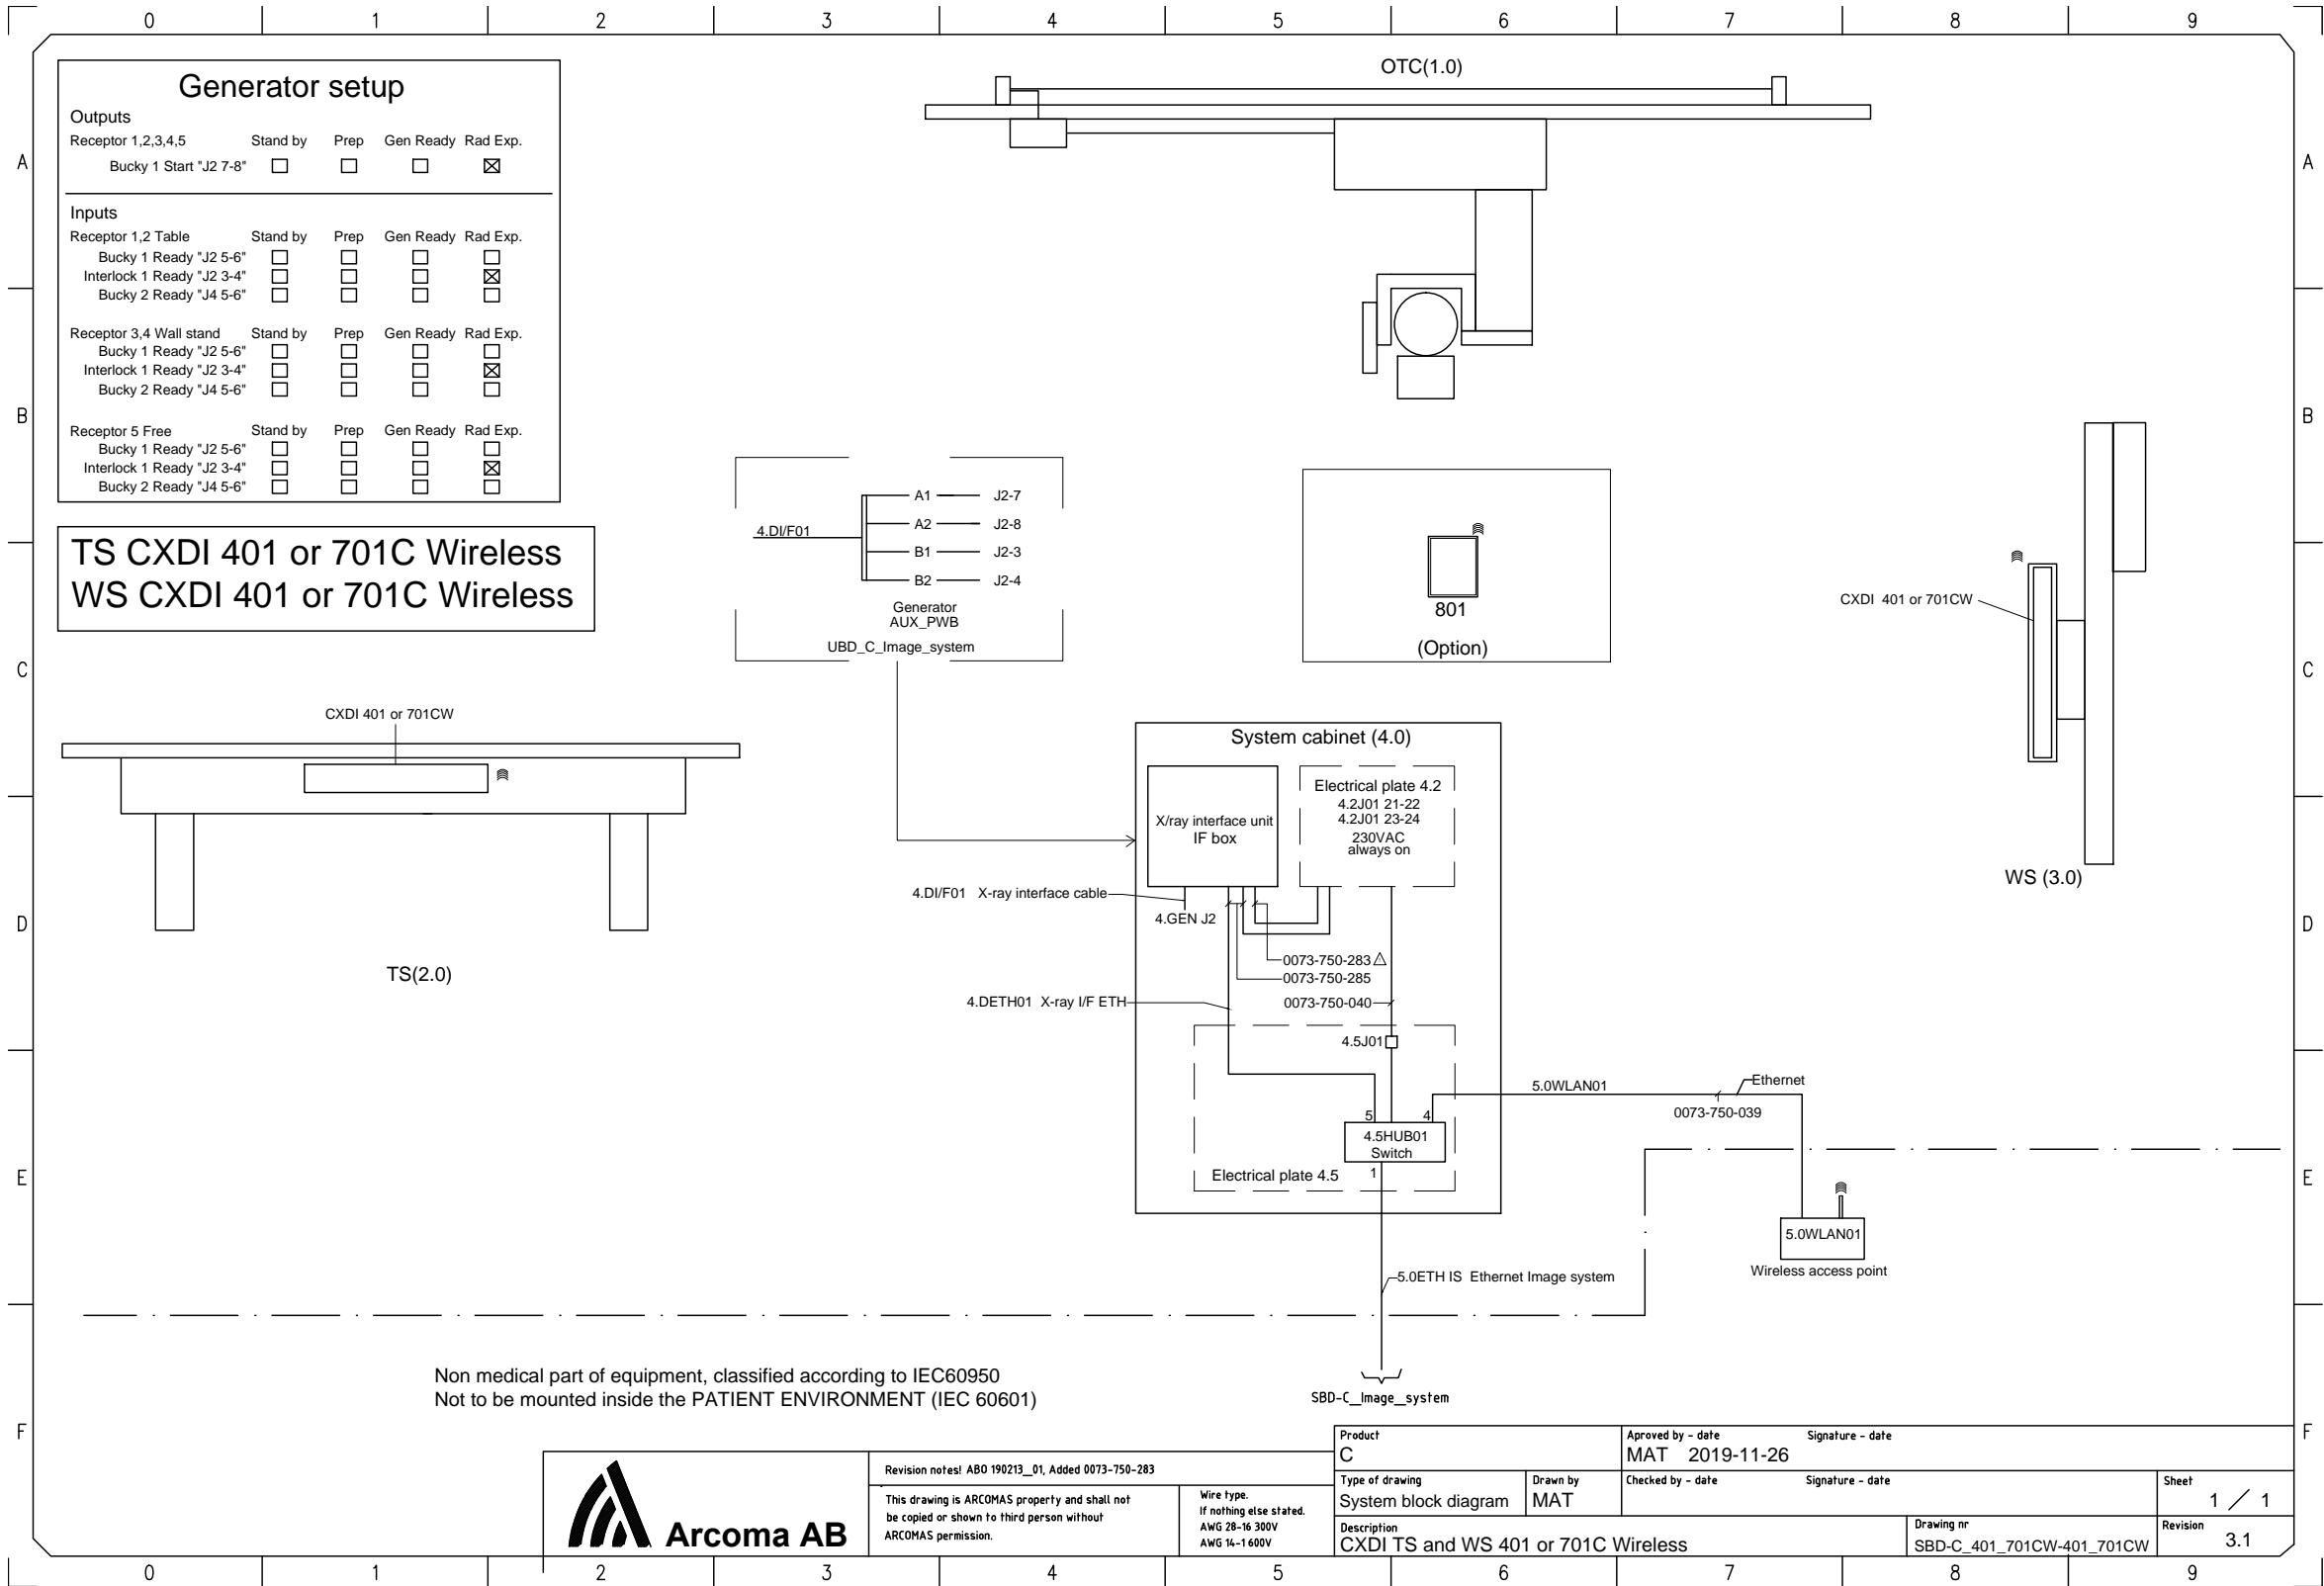 0 1 2 3 4 5 6 7 8 9
OTC(1.0)
Generator setup
Outputs
Receptor 1,2,3,4,5 Stand by Prep Gen Ready Rad Exp.
Bucky 1 Start "J2 7-8"
A A
Inputs
Receptor 1,2 Table Stand by Prep Gen Ready Rad Exp.
Bucky 1 Ready "J2 5-6"
Interlock 1 Ready "J2 3-4"
Bucky 2 Ready "J4 5-6"
Receptor 3,4 Wall stand Stand by Prep Gen Ready Rad Exp.
Bucky 1 Ready "J2 5-6"
Interlock 1 Ready "J2 3-4"
Bucky 2 Ready "J4 5-6"
B B
Receptor 5 Free Stand by Prep Gen Ready Rad Exp.
Bucky 1 Ready "J2 5-6"
Interlock 1 Ready "J2 3-4"
Bucky 2 Ready "J4 5-6"
TS CXDI 401 or 701C Wireless
WS CXDI 401 or 701C Wireless
4.DI/F01
A1 J2-7
A2 J2-8
B1 J2-3
B2 J2-4
Generator
AUX_PWB
UBD_C_Image_system
801
(Option)
CXDI 401 or 701CW
C C
CXDI 401 or 701CW
TS(2.0)
WS (3.0)
System cabinet (4.0)
X/ray interface unit
IF box
Electrical plate 4.2
4.2J01 21-22
4.2J01 23-24
230VAC
always on
4.DI/F01 X-ray interface cable
4.GEN J2
D D
0073-750-283
0073-750-285
4.DETH01 X-ray I/F ETH
0073-750-040
4.5J01
5.0WLAN01
Ethernet
0073-750-039
5 4
4.5HUB01
Switch
1
Electrical plate 4.5
E E
5.0WLAN01
Wireless access point
5.0ETH IS Ethernet Image system
Non medical part of equipment, classified according to IEC60950
Not to be mounted inside the PATIENT ENVIRONMENT (IEC 60601)
SBD-C_Image_system
F F
Arcoma AB
Revision notes! ABO 190213_01, Added 0073-750-283
This drawing is ARCOMAS property and shall not
be copied or shown to third person without
ARCOMAS permission.
Wire type.
If nothing else stated.
AWG 28-16 300V
AWG 14-1 600V
Product
C
Aproved by - date Signature - date
MAT 2019-11-26
Type of drawing
System block diagram
Drawn by
MAT
Checked by - date Signature - date
Sheet
1 / 1
Description
CXDI TS and WS 401 or 701C Wireless
Drawing nr
SBD-C_401_701CW-401_701CW
Revision
3.1
0 1 2 3 4 5 6 7 8 9